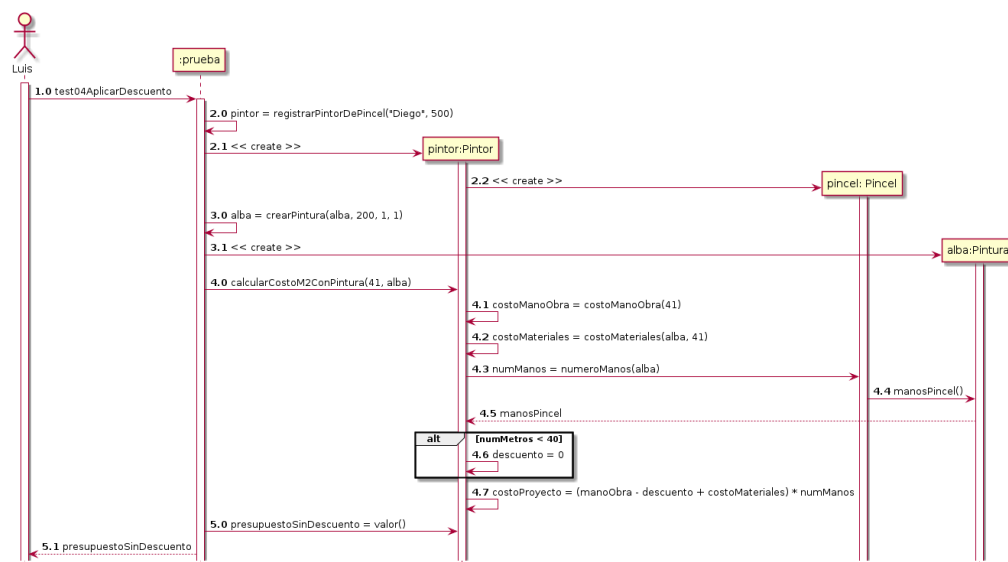 Luis
:prueba
1.0 test04AplicarDescuento
2.0 pintor = registrarPintorDePincel("Diego", 500)
2.1 << create >>
pintor:Pintor
2.2 << create >>
pincel: Pincel
3.0 alba = crearPintura(alba, 200, 1, 1)
3.1 << create >>
alba:Pintura
4.0 calcularCostoM2ConPintura(41, alba)
4.1 costoManoObra = costoManoObra(41)
4.2 costoMateriales = costoMateriales(alba, 41)
4.3 numManos = numeroManos(alba)
4.4 manosPincel()
4.5 manosPincel
alt [numMetros < 40]
4.6 descuento = 0
4.7 costoProyecto = (manoObra - descuento + costoMateriales) * numManos
5.0 presupuestoSinDescuento = valor()
5.1 presupuestoSinDescuento